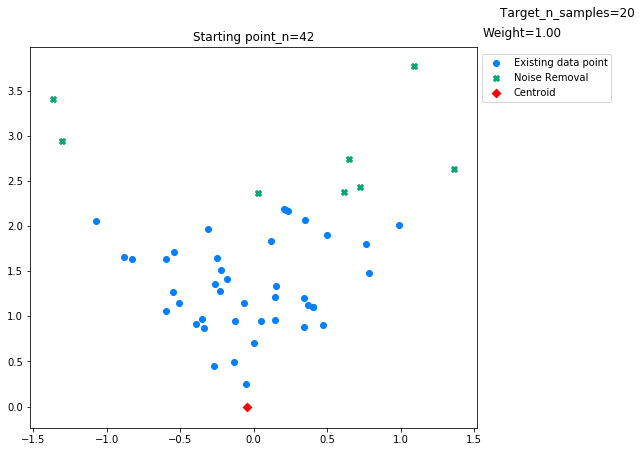 Target_n_samples=20
Weight=1.00
Starting point_n=42
Existing data point
Noise Removal
Centroid
3.5
3.0
2.5
2.0
1.5
1.0
0.5
0.0
−1.5 −1.0 −0.5 0.0 0.5 1.0 1.5